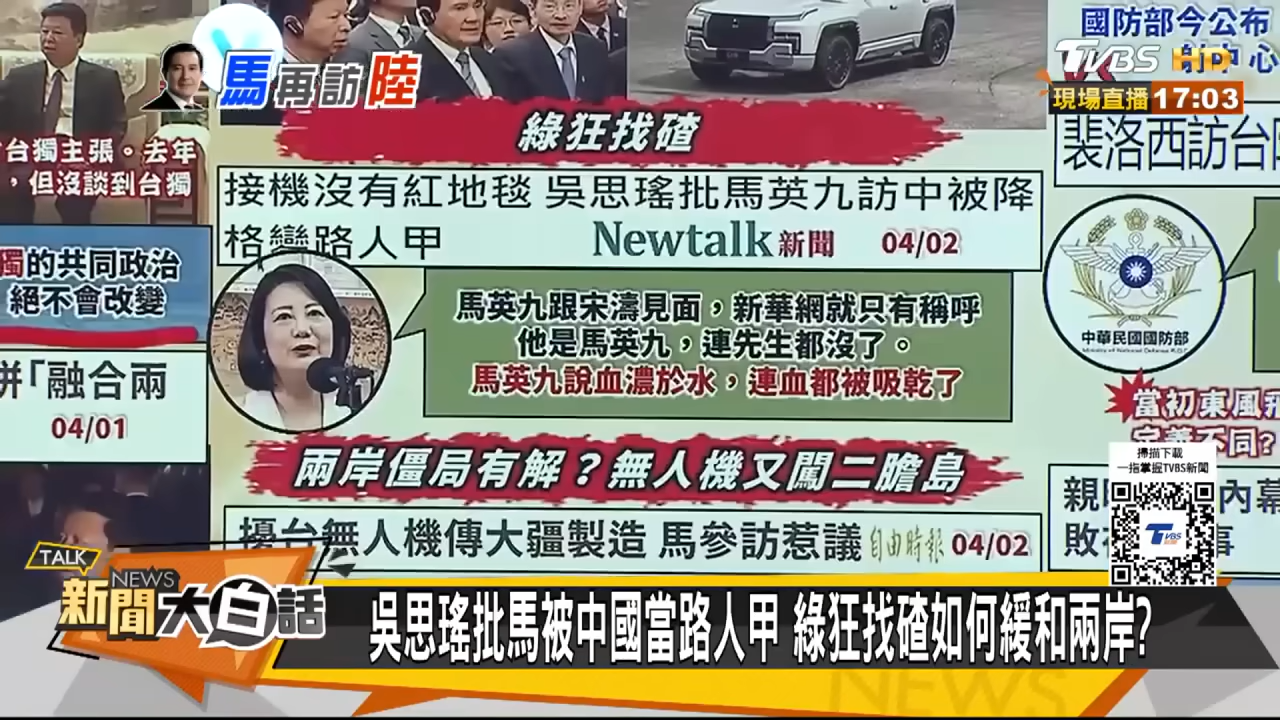 馬再訪陸
國防部今公布
射中心
TVBS HD
現場直播 17:03
綠狂找碴
台獨主張。去年
，但沒談到台獨
接機沒有紅地毯 吳思瑤批馬英九訪中被降
格變路人甲
Newtalk新聞 04/02
裴洛西訪台
獨的共同政治
絕不會改變
馬英九跟宋濤見面，新華網就只有稱呼
他是馬英九，連先生都沒了。
馬英九說血濃於水，連血都被吸乾了
中華民國國防部
Ministry of National Defense R.O.C
「融合兩
04/01
當初東風飛
不同?
兩岸僵局有解？無人機又闖二膽島
掃描下載
一指掌握TVBS新聞
TVBS
擾台無人機傳大疆製造 馬參訪惹議 自由時報 04/02
親
內幕
敗
事
TALK
NEWS
新聞大白話
吳思瑤批馬被中國當路人甲 綠狂找碴如何緩和兩岸?
NEWS